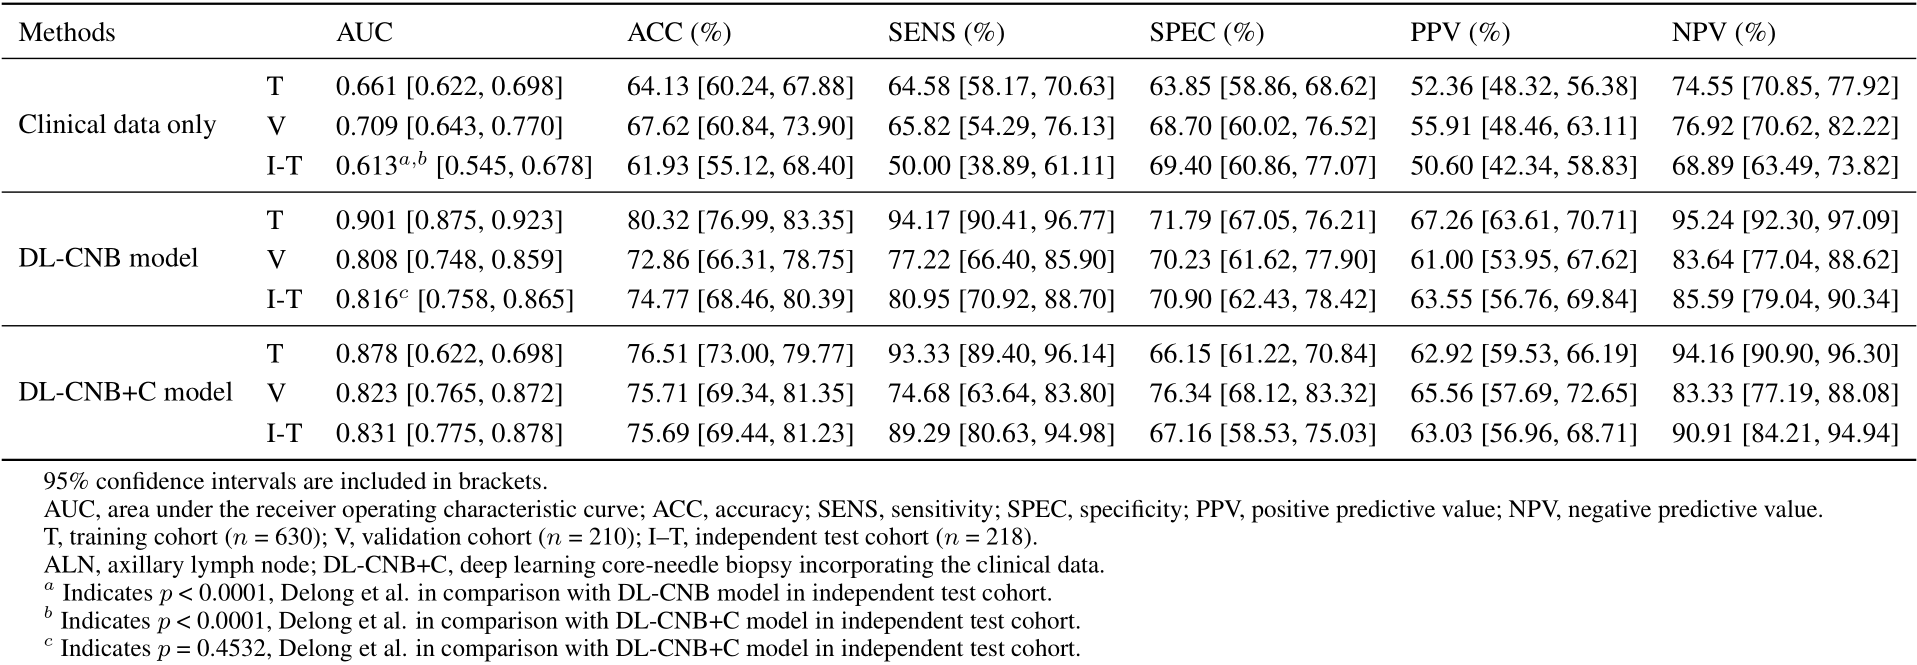 Methods AUC ACC (%) SENS (%) SPEC (%) PPV (%) NPV (%)
T 0.661 [0.622, 0.698] 64.13 [60.24, 67.88] 64.58 [58.17, 70.63] 63.85 [58.86, 68.62] 52.36 [48.32, 56.38] 74.55 [70.85, 77.92]
Clinical data only V 0.709 [0.643, 0.770] 67.62 [60.84, 73.90] 65.82 [54.29, 76.13] 68.70 [60.02, 76.52] 55.91 [48.46, 63.11] 76.92 [70.62, 82.22]
I-T 0.613a,b [0.545, 0.678] 61.93 [55.12, 68.40] 50.00 [38.89, 61.11] 69.40 [60.86, 77.07] 50.60 [42.34, 58.83] 68.89 [63.49, 73.82]
T 0.901 [0.875, 0.923] 80.32 [76.99, 83.35] 94.17 [90.41, 96.77] 71.79 [67.05, 76.21] 67.26 [63.61, 70.71] 95.24 [92.30, 97.09]
DL-CNB model V 0.808 [0.748, 0.859] 72.86 [66.31, 78.75] 77.22 [66.40, 85.90] 70.23 [61.62, 77.90] 61.00 [53.95, 67.62] 83.64 [77.04, 88.62]
I-T 0.816c [0.758, 0.865] 74.77 [68.46, 80.39] 80.95 [70.92, 88.70] 70.90 [62.43, 78.42] 63.55 [56.76, 69.84] 85.59 [79.04, 90.34]
T 0.878 [0.622, 0.698] 76.51 [73.00, 79.77] 93.33 [89.40, 96.14] 66.15 [61.22, 70.84] 62.92 [59.53, 66.19] 94.16 [90.90, 96.30]
DL-CNB+C model V 0.823 [0.765, 0.872] 75.71 [69.34, 81.35] 74.68 [63.64, 83.80] 76.34 [68.12, 83.32] 65.56 [57.69, 72.65] 83.33 [77.19, 88.08]
I-T 0.831 [0.775, 0.878] 75.69 [69.44, 81.23] 89.29 [80.63, 94.98] 67.16 [58.53, 75.03] 63.03 [56.96, 68.71] 90.91 [84.21, 94.94]
95% confidence intervals are included in brackets.
AUC, area under the receiver operating characteristic curve; ACC, accuracy; SENS, sensitivity; SPEC, specificity; PPV, positive predictive value; NPV, negative predictive value.
T, training cohort (n = 630); V, validation cohort (n = 210); I–T, independent test cohort (n = 218).
ALN, axillary lymph node; DL-CNB+C, deep learning core-needle biopsy incorporating the clinical data.
a Indicates p < 0.0001, Delong et al. in comparison with DL-CNB model in independent test cohort.
b Indicates p < 0.0001, Delong et al. in comparison with DL-CNB+C model in independent test cohort.
c Indicates p = 0.4532, Delong et al. in comparison with DL-CNB+C model in independent test cohort.